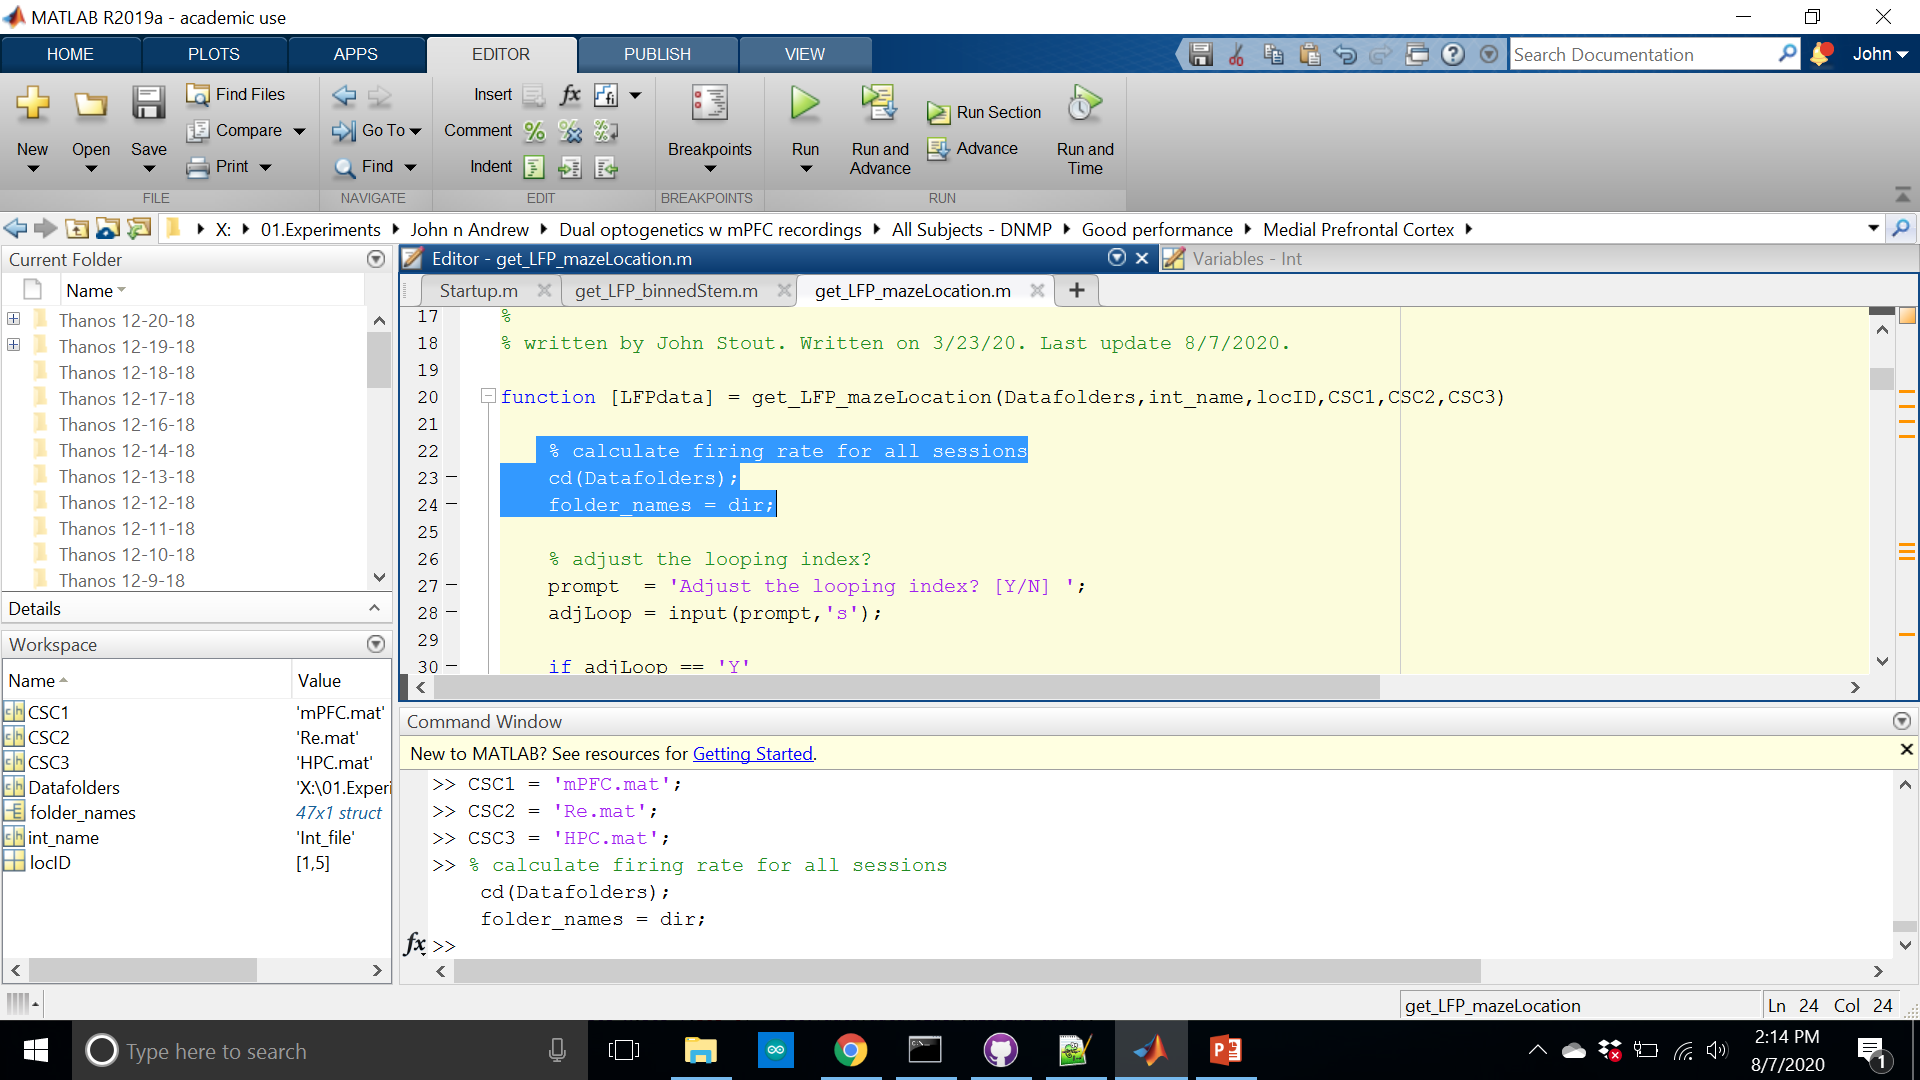 MATLAB R2019a - academic use
HOME PLOTS APPS EDITOR PUBLISH VIEW
Search Documentation
John
New
Open
Save
Find Files
Compare
Print
FILE
Go To
Find
NAVIGATE
Insert
fx
fi
Comment
Indent
EDIT
Breakpoints
BREAKPOINTS
Run
Run and Advance
Run Section
Advance
Run and Time
RUN
X: 01.Experiments John n Andrew Dual optogenetics w mPFC recordings All Subjects - DNMP Good performance Medial Prefrontal Cortex
Current Folder
Name
Thanos 12-20-18
Thanos 12-19-18
Thanos 12-18-18
Thanos 12-17-18
Thanos 12-16-18
Thanos 12-14-18
Thanos 12-13-18
Thanos 12-12-18
Thanos 12-11-18
Thanos 12-10-18
Thanos 12-9-18
Details
Workspace
Name Value
CSC1 'mPFC.mat'
CSC2 'Re.mat'
CSC3 'HPC.mat'
Datafolders 'X:\01.Experi
folder_names 47x1 struct
int_name 'Int_file'
locID [1,5]
Editor - get_LFP_mazeLocation.m
Variables - Int
Startup.m get_LFP_binnedStem.m get_LFP_mazeLocation.m
17 %
18 % written by John Stout. Written on 3/23/20. Last update 8/7/2020.
19
20 function [LFPdata] = get_LFP_mazeLocation(Datafolders,int_name,locID,CSC1,CSC2,CSC3)
21
22 % calculate firing rate for all sessions
23 cd(Datafolders);
24 folder_names = dir;
25
26 % adjust the looping index?
27 prompt = 'Adjust the looping index? [Y/N] ';
28 adjLoop = input(prompt,'s');
29
30 if adjLoop == 'Y'
Command Window
New to MATLAB? See resources for Getting Started.
>> CSC1 = 'mPFC.mat';
>> CSC2 = 'Re.mat';
>> CSC3 = 'HPC.mat';
>> % calculate firing rate for all sessions
cd(Datafolders);
folder_names = dir;
fx >>
get_LFP_mazeLocation
Ln 24 Col 24
Type here to search
2:14 PM
8/7/2020
1